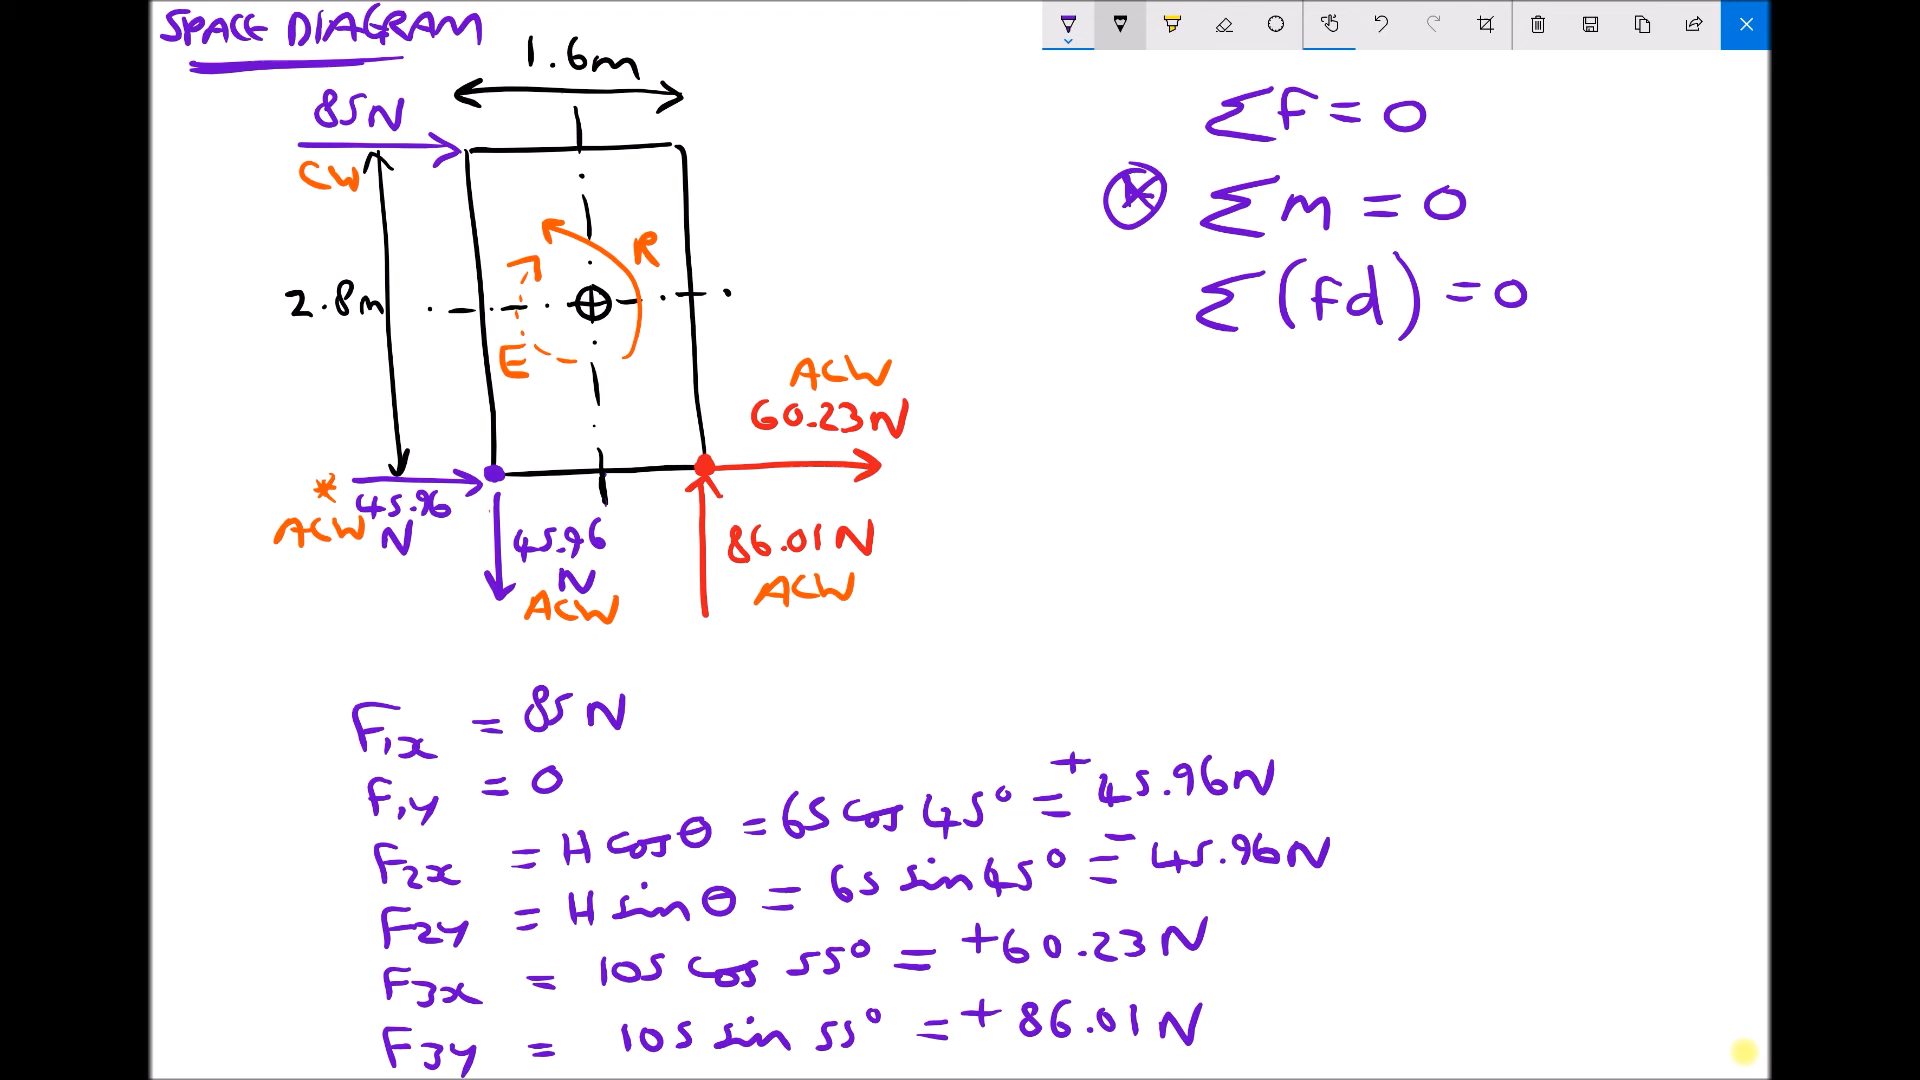 SPACE DIAGRAM
1.6m
85N
CW
2.8m
R
E
ACW
60.23N
*
ACW
45.96
N
45.96
N
ACW
86.01N
ACW
Σf = 0
* Σm = 0
Σ(fd) = 0
F1x = 85N
F1y = 0
F2x = H cosθ = 65 cos 45° = +45.96N
F2y = H sinθ = 65 sin 45° = -45.96N
F3x = 105 cos 55° = +60.23N
F3y = 105 sin 55° = +86.01N